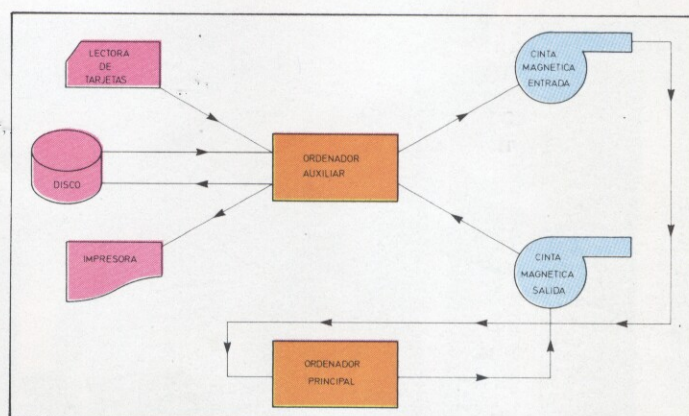 LECTORA
DE
TARJETAS
CINTA
MAGNETICA
ENTRADA
ORDENADOR
AUXILIAR
DISCO
IMPRESORA
CINTA
MAGNETICA
SALIDA
ORDENADOR
PRINCIPAL